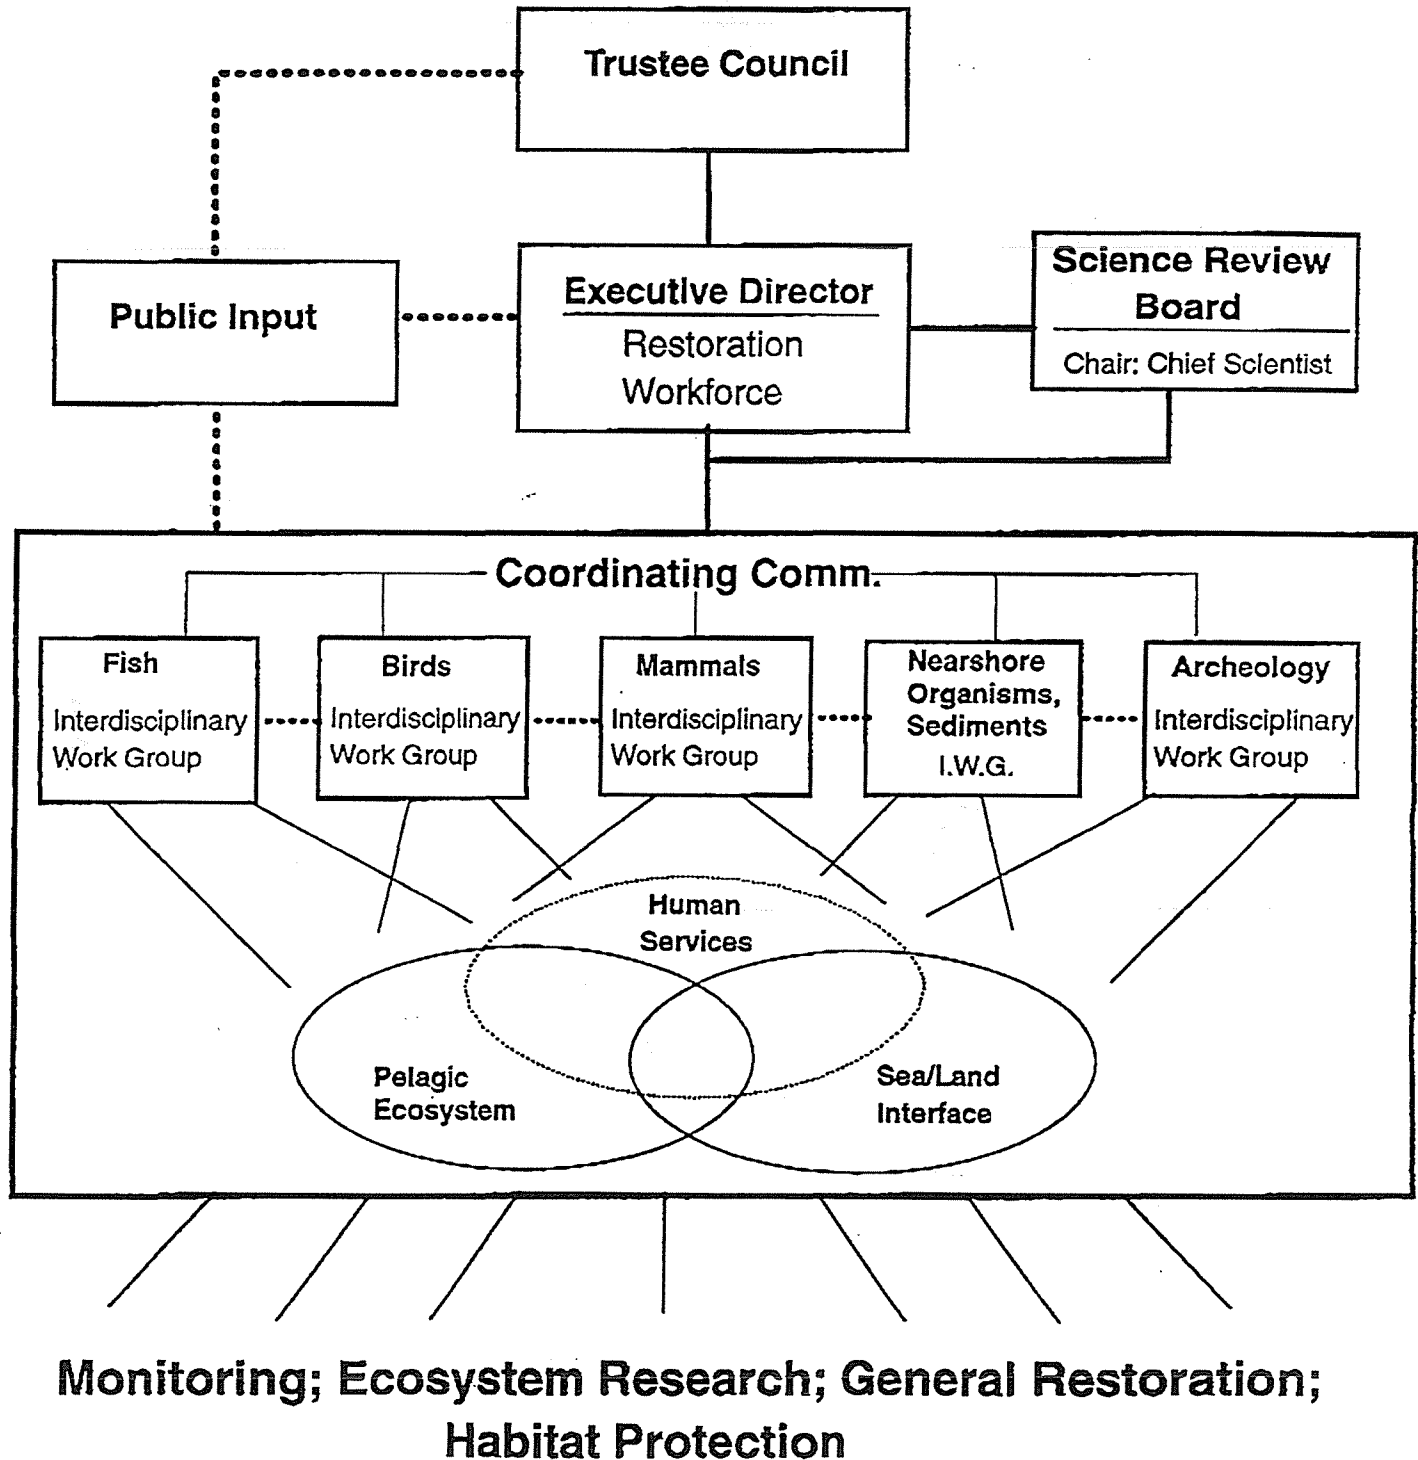 Trustee Council
Public Input
Executive Director
Restoration
Workforce
Science Review
Board
Chair: Chief Scientist
Coordinating Comm.
Fish
Interdisciplinary
Work Group
Birds
Interdisciplinary
Work Group
Mammals
Interdisciplinary
Work Group
Nearshore
Organisms,
Sediments
I.W.G.
Archeology
Interdisciplinary
Work Group
Human
Services
Pelagic
Ecosystem
Sea/Land
Interface
Monitoring; Ecosystem Research; General Restoration;
Habitat Protection